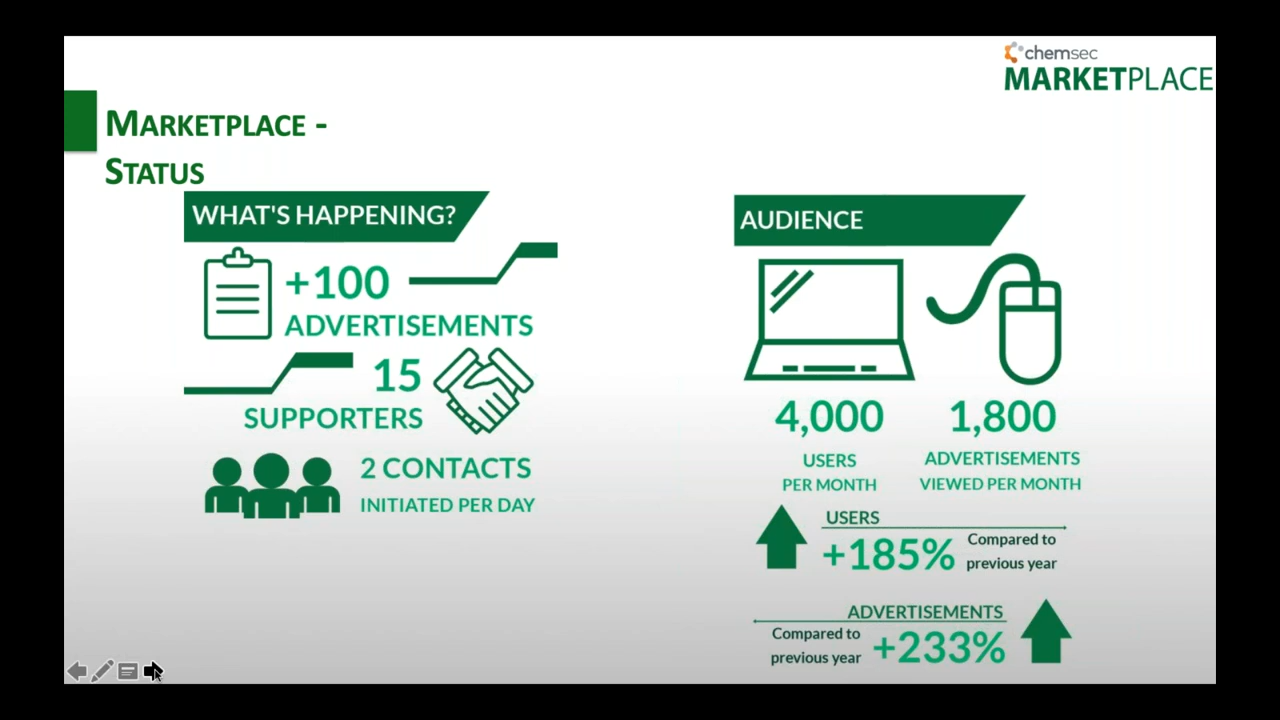 chemsec
MARKETPLACE
MARKETPLACE -
STATUS
WHAT'S HAPPENING?
+100
ADVERTISEMENTS
15
SUPPORTERS
2 CONTACTS
INITIATED PER DAY
AUDIENCE
4,000
USERS
PER MONTH
1,800
ADVERTISEMENTS
VIEWED PER MONTH
USERS
+185%
Compared to
previous year
ADVERTISEMENTS
Compared to
previous year
+233%